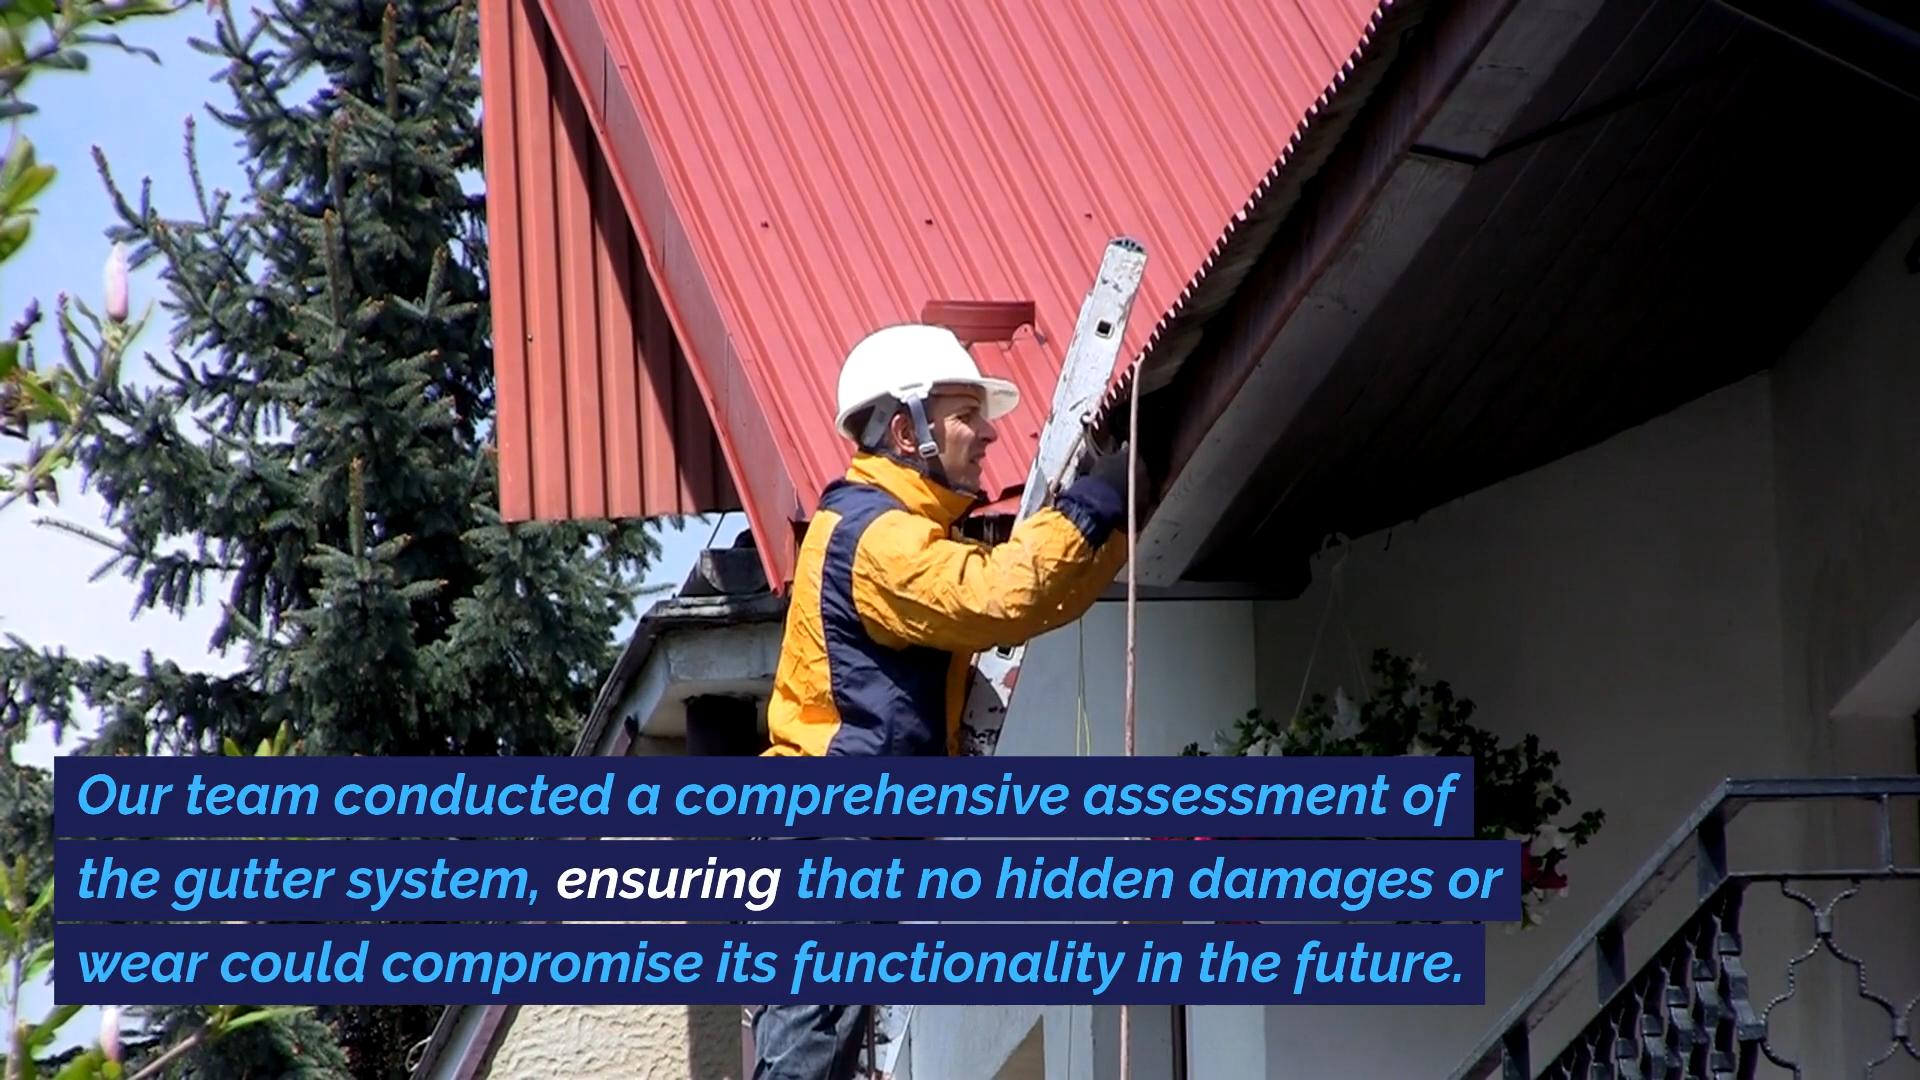 Our team conducted a comprehensive assessment of
the gutter system, ensuring that no hidden damages or
wear could compromise its functionality in the future.